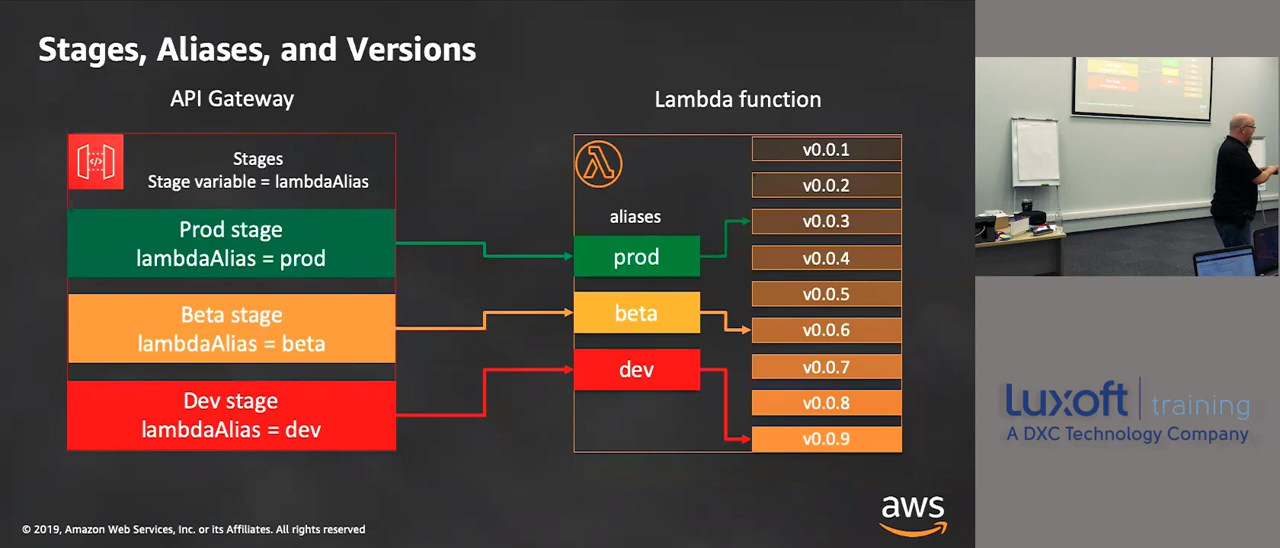 Stages, Aliases, and Versions
API Gateway
Stages
Stage variable = lambdaAlias
Prod stage
lambdaAlias = prod
Beta stage
lambdaAlias = beta
Dev stage
lambdaAlias = dev
Lambda function
aliases
prod
beta
dev
v0.0.1
v0.0.2
v0.0.3
v0.0.4
v0.0.5
v0.0.6
v0.0.7
v0.0.8
v0.0.9
© 2019, Amazon Web Services, Inc. or its Affiliates. All rights reserved
aws
Luxoft training
A DXC Technology Company